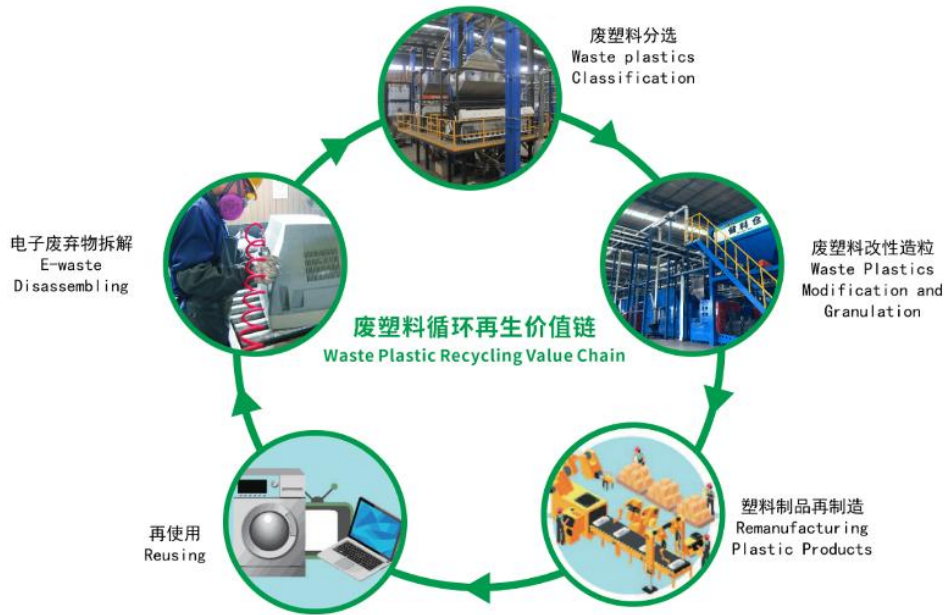 废塑料分选
Waste plastics
Classification
电子废弃物拆解
E-waste
Disassembling
废塑料改性造粒
Waste Plastics
Modification and
Granulation
废塑料循环再生价值链
Waste Plastic Recycling Value Chain
再使用
Reusing
塑料制品再制造
Remanufacturing
Plastic Products